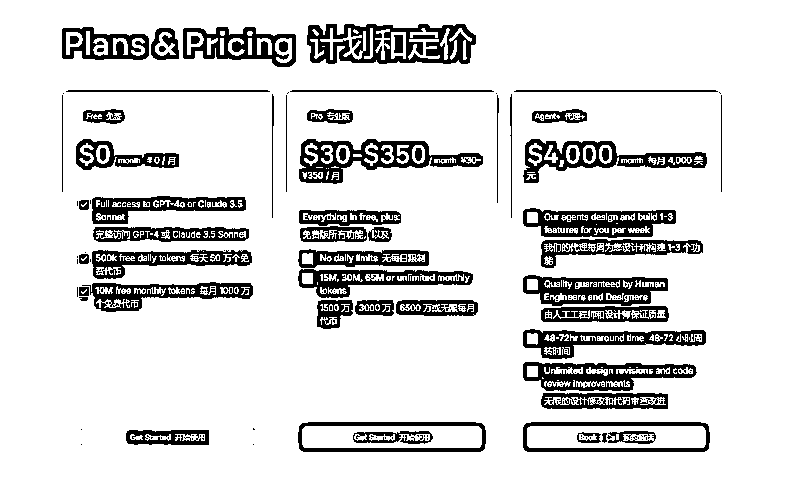 Plans & Pricing 计划和定价
Free 免费
$0 /month $0 / 月
Full access to GPT-4o or Claude 3.5
Sonnet
完整访问 GPT-4 或 Claude 3.5 Sonnet
500k free daily tokens 每天 50 万个免
费代币
10M free monthly tokens 每月 1000 万
个免费代币
Get Started 开始使用
Pro 专业版
$30-$350 /month ¥30-
¥350 / 月
Everything in free, plus:
免费版所有功能，以及
No daily limits 无每日限制
15M, 30M, 65M or unlimited monthly
tokens
1500 万、3000 万、6500 万或无限每月
代币
Get Started 开始使用
Agent+ 代理+
$4,000 /month 每月 4,000 美
元
Our agents design and build 1-3
features for you per week
我们的代理每周为您设计和构建 1-3 个功
能
Quality guaranteed by Human
Engineers and Designers
由人工工程师和设计师保证质量
48-72hr turnaround time 48-72 小时周
转时间
Unlimited design revisions and code
review improvements
无限的设计修改和代码审查改进
Book a Call